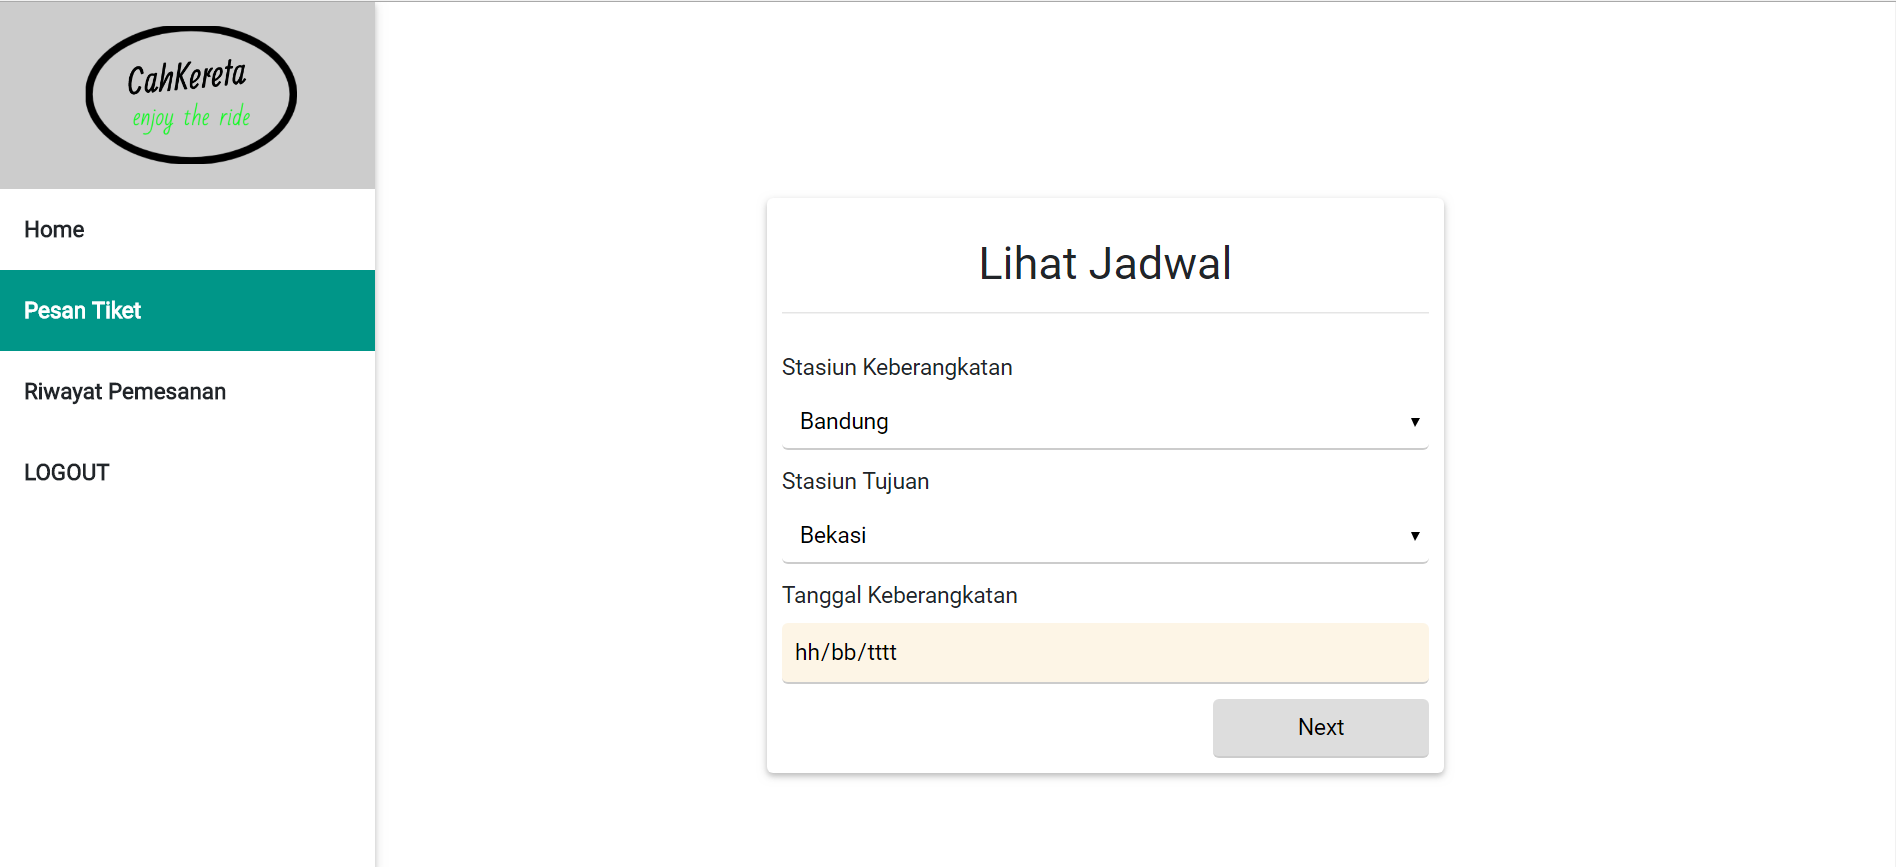 CahKereta
enjoy the ride
Home
Pesan Tiket
Riwayat Pemesanan
LOGOUT
Lihat Jadwal
Stasiun Keberangkatan
Bandung
Stasiun Tujuan
Bekasi
Tanggal Keberangkatan
hh/bb/tttt
Next